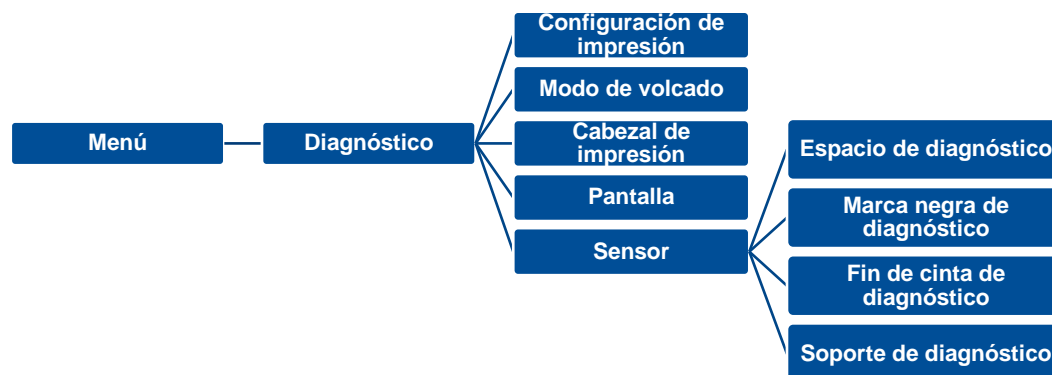 Menú
Diagnóstico
Configuración de
impresión
Modo de volcado
Cabezal de
impresión
Pantalla
Sensor
Espacio de diagnóstico
Marca negra de
diagnóstico
Fin de cinta de
diagnóstico
Soporte de diagnóstico